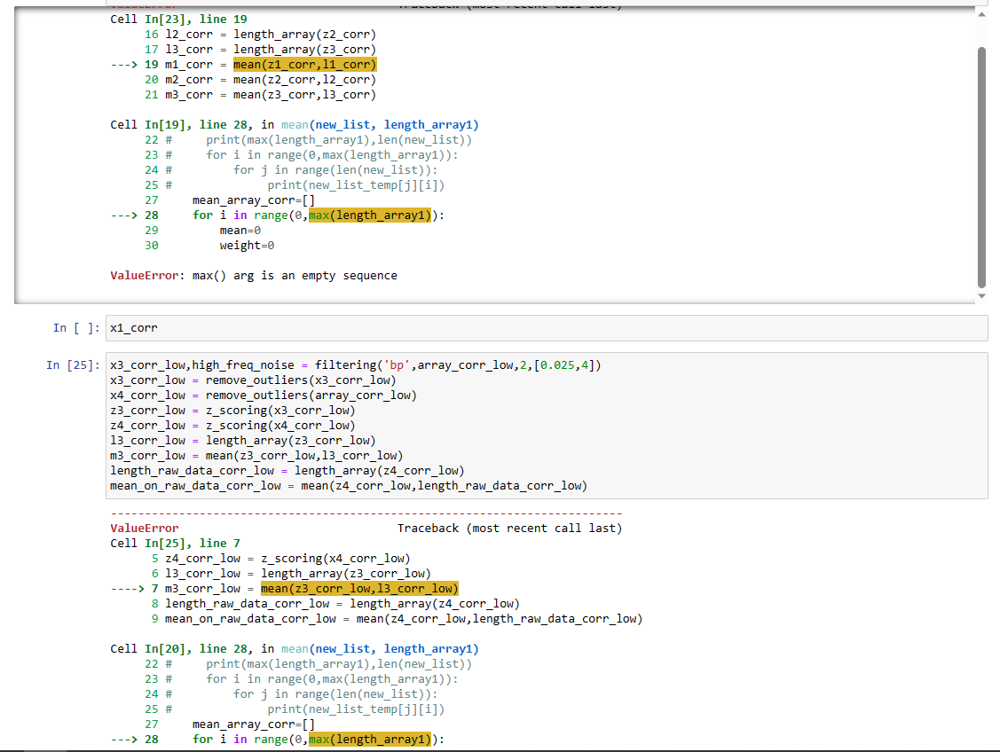 ValueError Traceback (most recent call last)
Cell In[23], line 19
16 l2_corr = length_array(z2_corr)
17 l3_corr = length_array(z3_corr)
---> 19 m1_corr = mean(z1_corr,l1_corr)
20 m2_corr = mean(z2_corr,l2_corr)
21 m3_corr = mean(z3_corr,l3_corr)
Cell In[19], line 28, in mean(new_list, length_array1)
22 #     print(max(length_array1),len(new_list))
23 #     for i in range(0,max(length_array1)):
24 #         for j in range(len(new_list)):
25 #              print(new_list_temp[j][i])
27     mean_array_corr=[]
---> 28     for i in range(0,max(length_array1)):
29         mean=0
30         weight=0
ValueError: max() arg is an empty sequence
In [ ]: x1_corr
In [25]: x3_corr_low,high_freq_noise = filtering('bp',array_corr_low,2,[0.025,4])
x3_corr_low = remove_outliers(x3_corr_low)
x4_corr_low = remove_outliers(array_corr_low)
z3_corr_low = z_scoring(x3_corr_low)
z4_corr_low = z_scoring(x4_corr_low)
l3_corr_low = length_array(z3_corr_low)
m3_corr_low = mean(z3_corr_low,l3_corr_low)
length_raw_data_corr_low = length_array(z4_corr_low)
mean_on_raw_data_corr_low = mean(z4_corr_low,length_raw_data_corr_low)
---------------------------------------------------------------------------
ValueError Traceback (most recent call last)
Cell In[25], line 7
5 z4_corr_low = z_scoring(x4_corr_low)
6 l3_corr_low = length_array(z3_corr_low)
----> 7 m3_corr_low = mean(z3_corr_low,l3_corr_low)
8 length_raw_data_corr_low = length_array(z4_corr_low)
9 mean_on_raw_data_corr_low = mean(z4_corr_low,length_raw_data_corr_low)
Cell In[20], line 28, in mean(new_list, length_array1)
22 #     print(max(length_array1),len(new_list))
23 #     for i in range(0,max(length_array1)):
24 #         for j in range(len(new_list)):
25 #              print(new_list_temp[j][i])
27     mean_array_corr=[]
---> 28     for i in range(0,max(length_array1)):